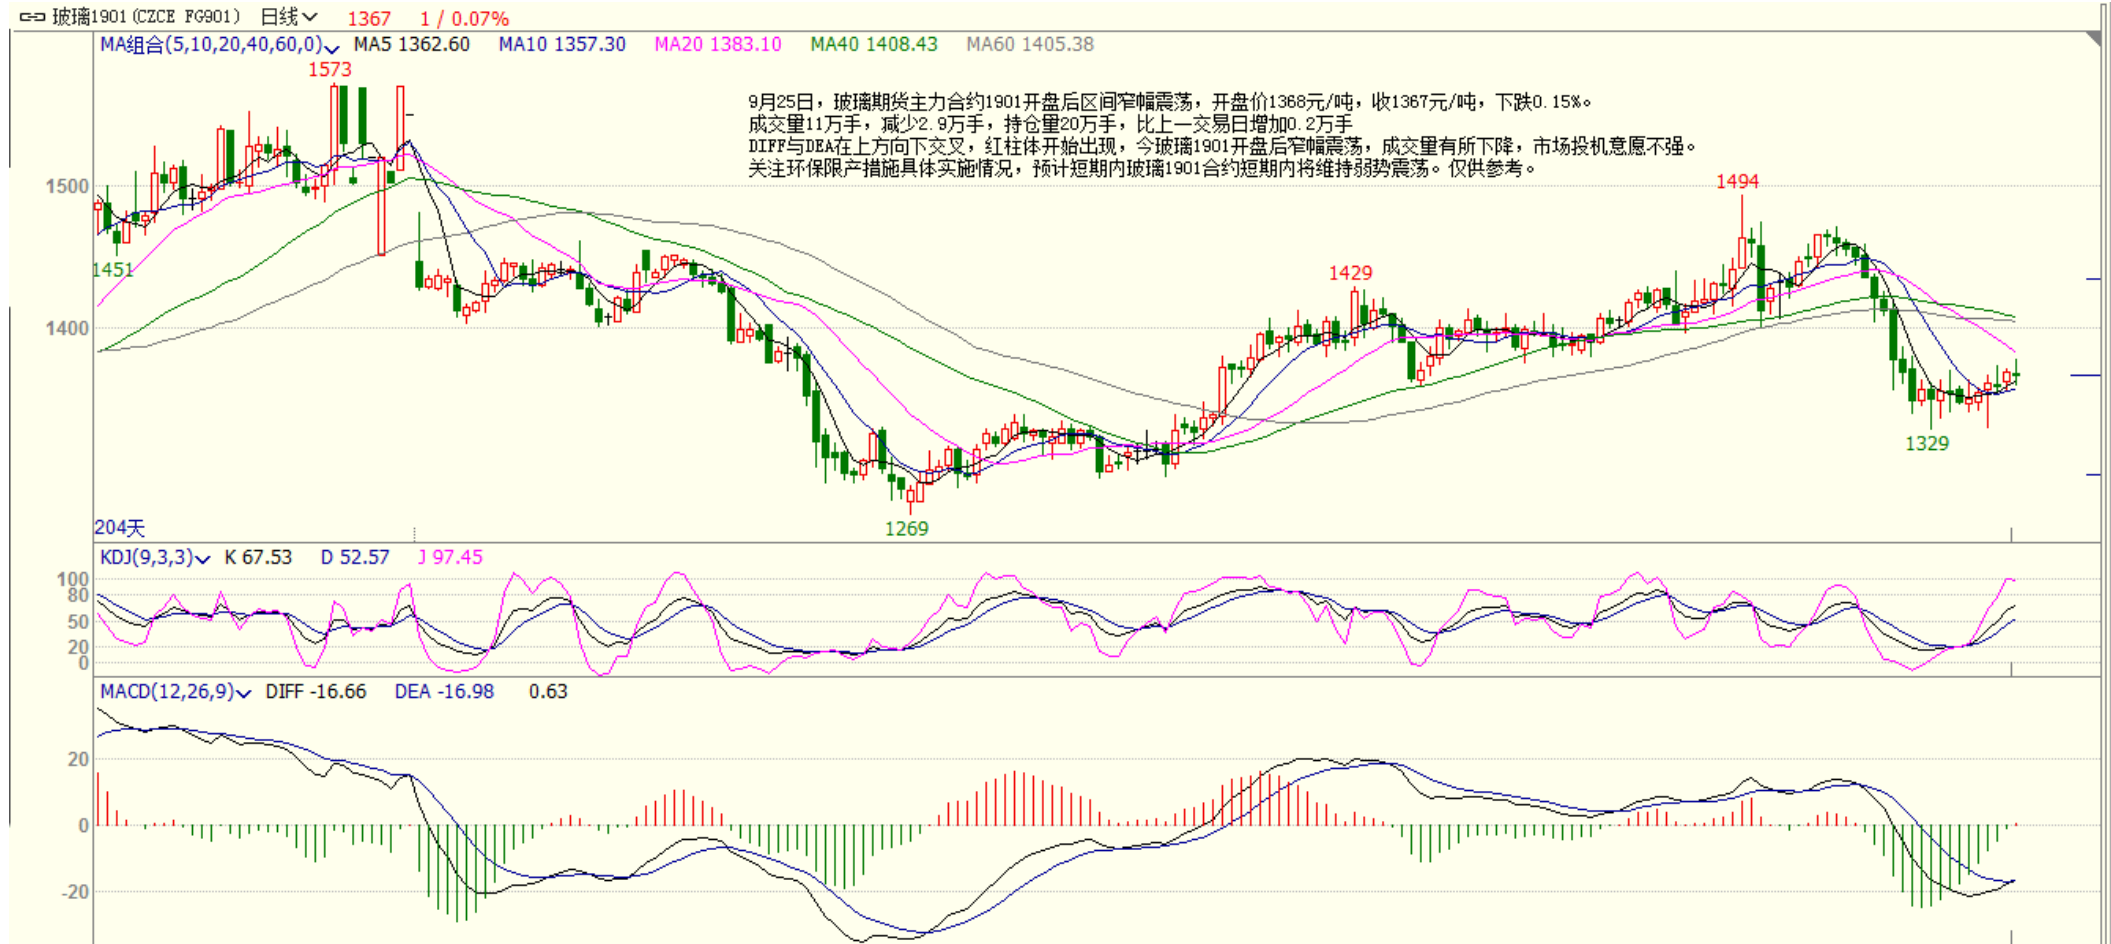 玻璃1901(CZCE FG901) 日线 1367 1 / 0.07%
MA组合(5,10,20,40,60,0) MA5 1362.60 MA10 1357.30 MA20 1383.10 MA40 1408.43 MA60 1405.38
1573
9月25日，玻璃期货主力合约1901开盘后区间窄幅震荡，开盘价1368元/吨，收1367元/吨，下跌0.15%。
成交量11万手，减少2.9万手，持仓量20万手，比上一交易日增加0.2万手
DIFF与DEA在上方向下交叉，红柱体开始出现，今玻璃1901开盘后窄幅震荡，成交量有所下降，市场投机意愿不强。
关注环保限产措施具体实施情况，预计短期内玻璃1901合约短期内将维持弱势震荡。仅供参考。
1500
1494
1451
1429
1400
1329
204天
1269
KDJ(9,3,3) K 67.53 D 52.57 J 97.45
100
80
50
20
0
MACD(12,26,9) DIFF -16.66 DEA -16.98 0.63
20
0
-20